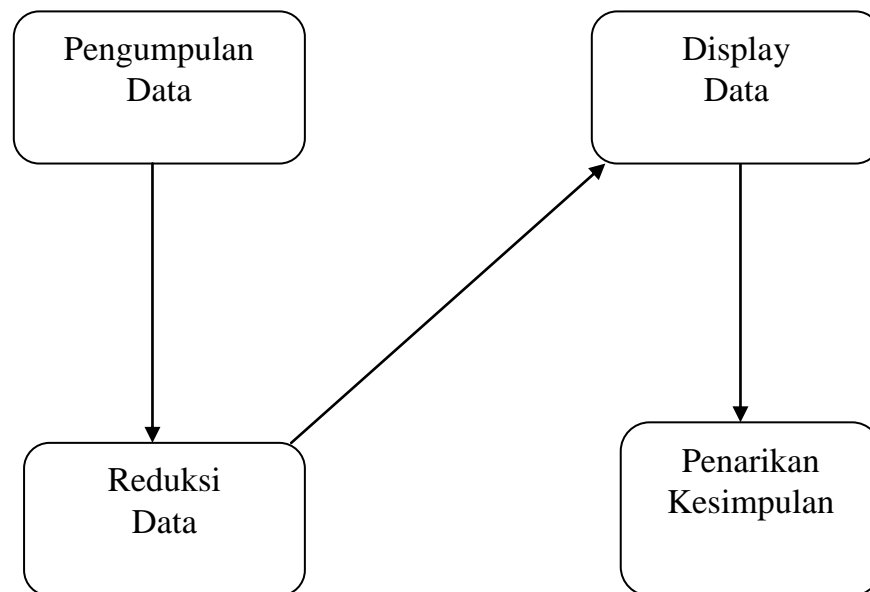 Pengumpulan
Data
Display
Data
Reduksi
Data
Penarikan
Kesimpulan